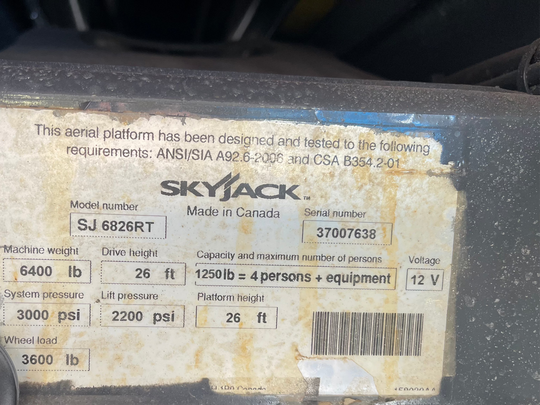 This aerial platform has been designed and tested to the following
requirements: ANSI/SIA A92.6-2006 and CSA B354.2-01
SKYJACK™
Made in Canada
Model number
SJ 6826RT
Serial number
37007638
Machine weight
6400 lb
Drive height
26 ft
Capacity and maximum number of persons
1250lb = 4 persons + equipment
Voltage
12 V
System pressure
3000 psi
Lift pressure
2200 psi
Platform height
26 ft
Wheel load
3600 lb
Canada